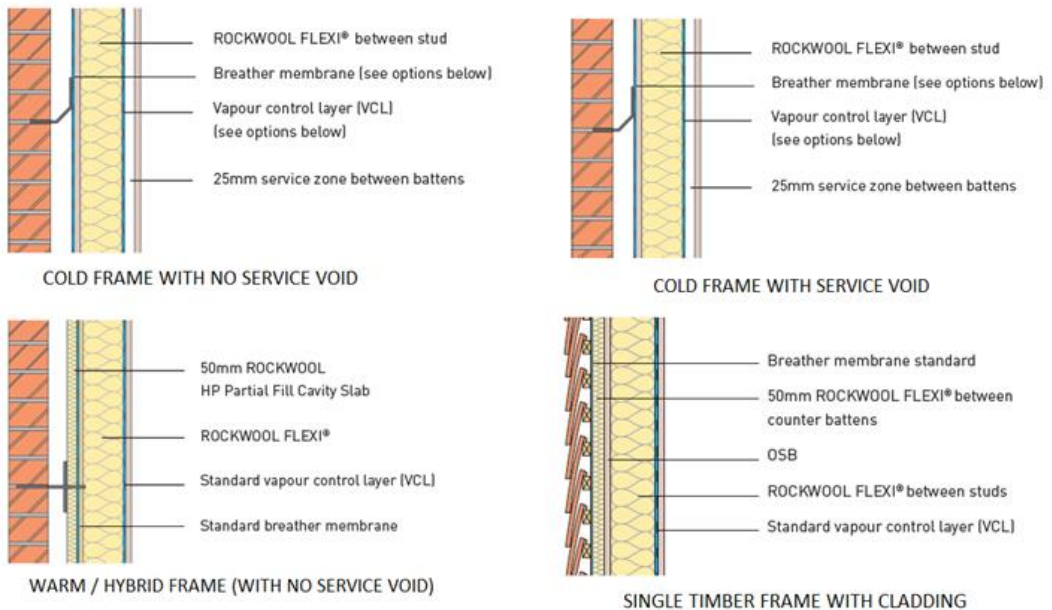 ROCKWOOL FLEXI® between stud
Breather membrane (see options below)
Vapour control layer (VCL)
(see options below)
25mm service zone between battens
COLD FRAME WITH NO SERVICE VOID
ROCKWOOL FLEXI® between stud
Breather membrane (see options below)
Vapour control layer (VCL)
(see options below)
25mm service zone between battens
COLD FRAME WITH SERVICE VOID
50mm ROCKWOOL
HP Partial Fill Cavity Slab
ROCKWOOL FLEXI®
Standard vapour control layer (VCL)
Standard breather membrane
WARM / HYBRID FRAME (WITH NO SERVICE VOID)
Breather membrane standard
50mm ROCKWOOL FLEXI® between
counter battens
OSB
ROCKWOOL FLEXI® between studs
Standard vapour control layer (VCL)
SINGLE TIMBER FRAME WITH CLADDING